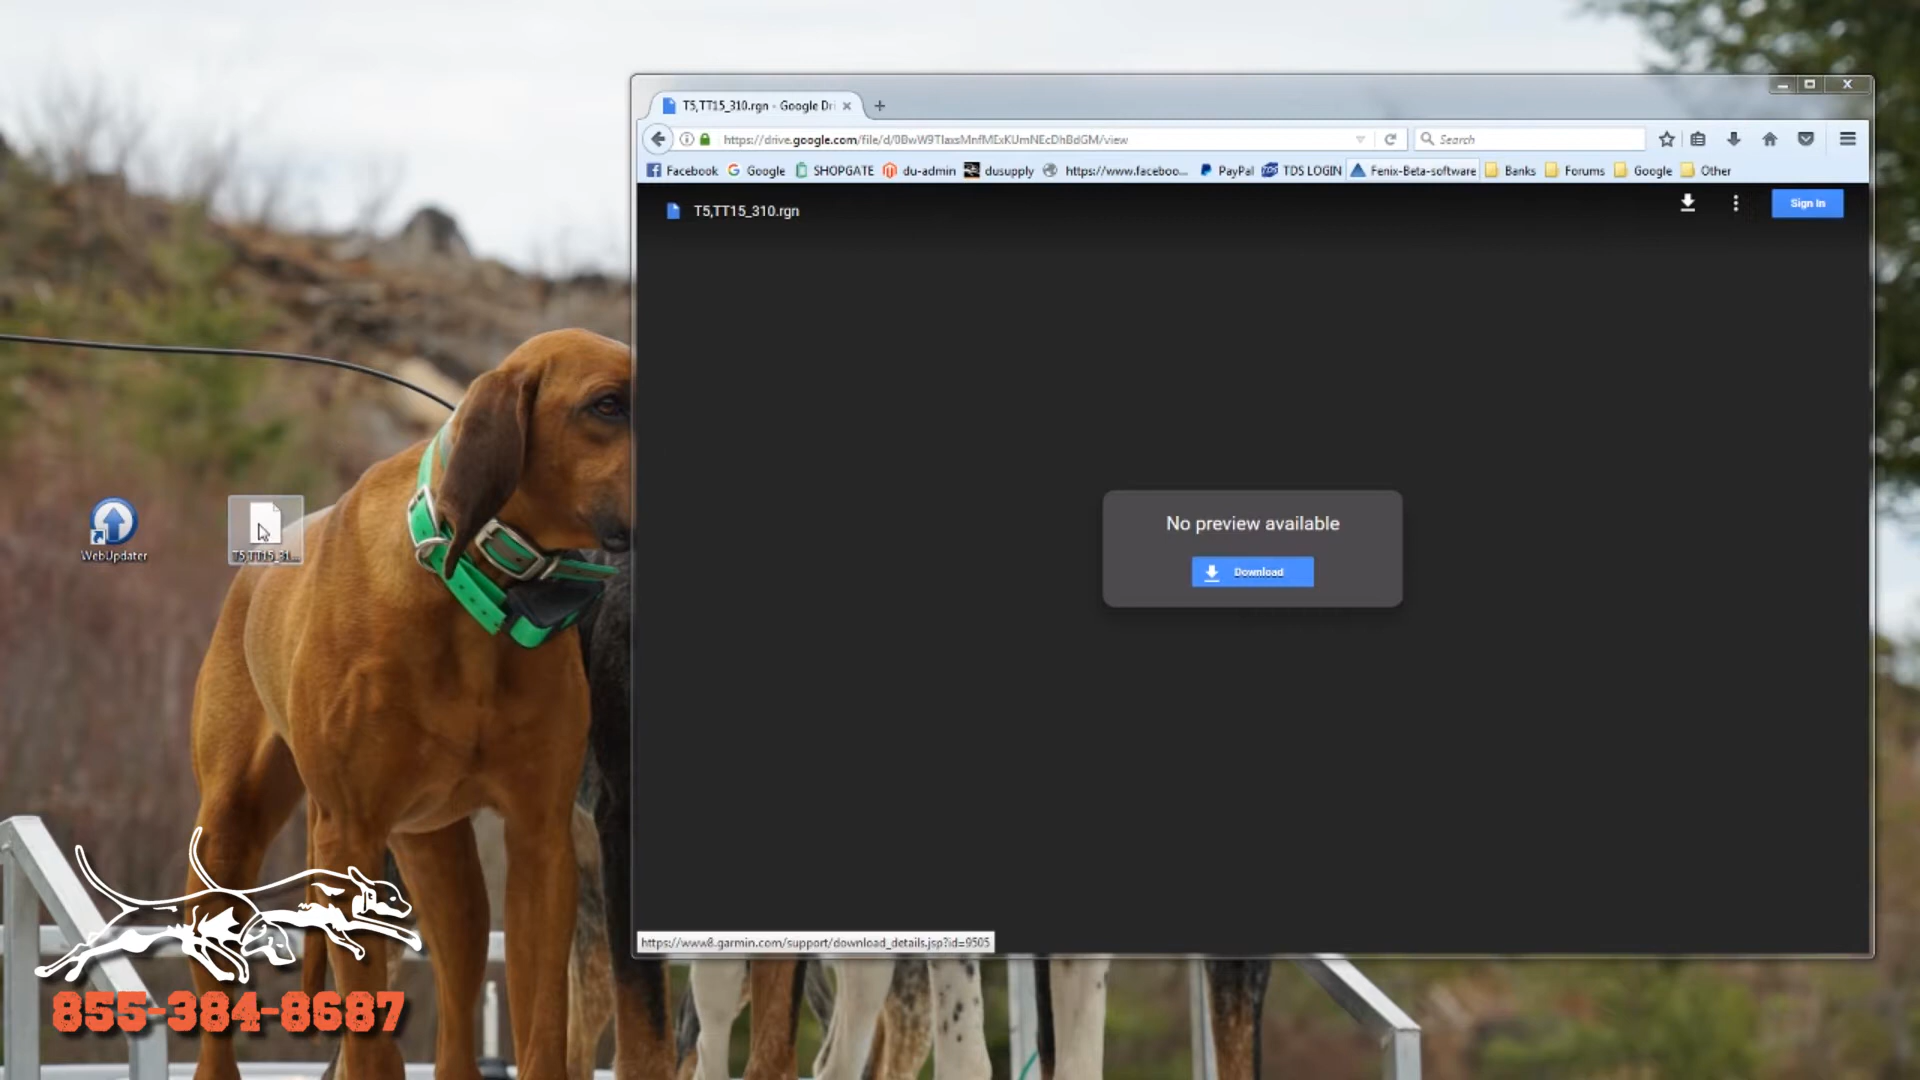 T5,TT15_310.rgn - Google Dri
https://drive.google.com/file/d/0BwW9TlaxsMnfMExKUmNEcDhBdGM/view
Search
Facebook Google SHOPGATE du-admin dusupply https://www.faceboo... PayPal TDS LOGIN Fenix-Beta-software Banks Forums Google Other
T5,TT15_310.rgn
Sign In
No preview available
Download
WebUpdater
T5,TT15_31...
https://www8.garmin.com/support/download_details.jsp?id=9505
855-384-8687